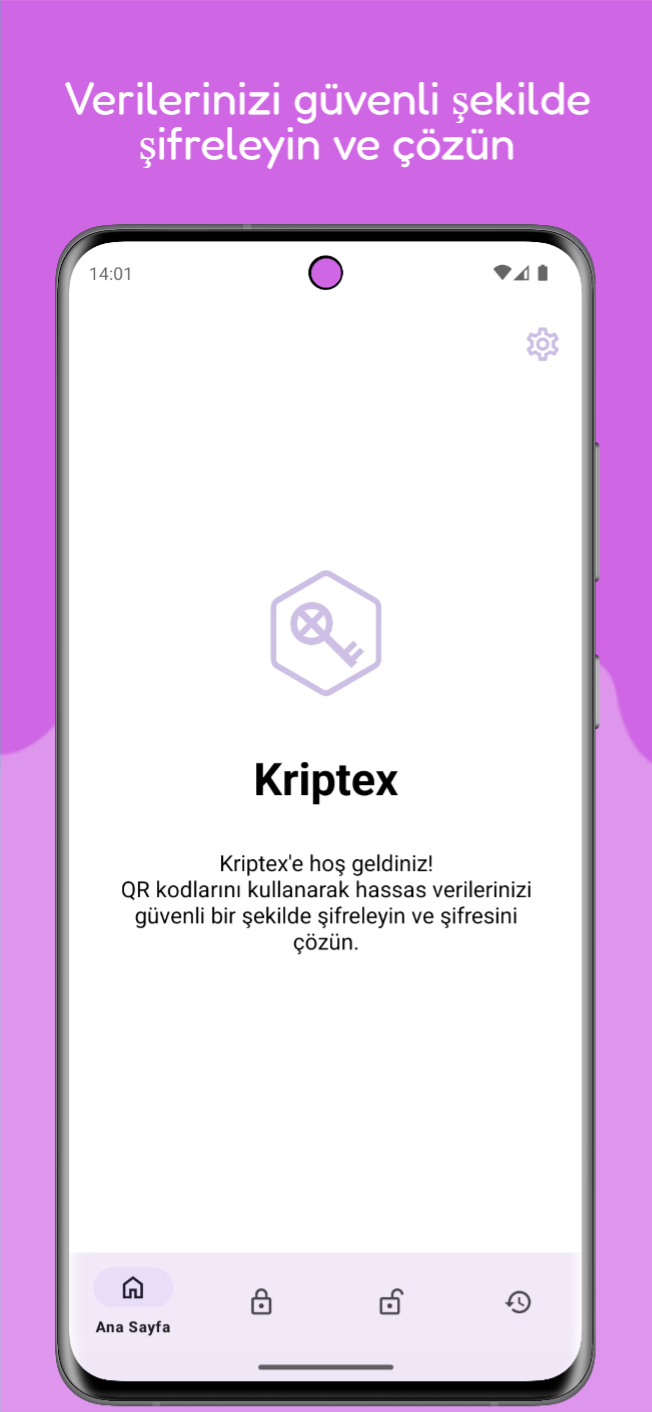 Verilerinizi güvenli şekilde
şifreleyin ve çözün
14:01
Kriptex
Kriptex'e hoş geldiniz!
QR kodlarını kullanarak hassas verilerinizi
güvenli bir şekilde şifreleyin ve şifresini
çözün.
Ana Sayfa